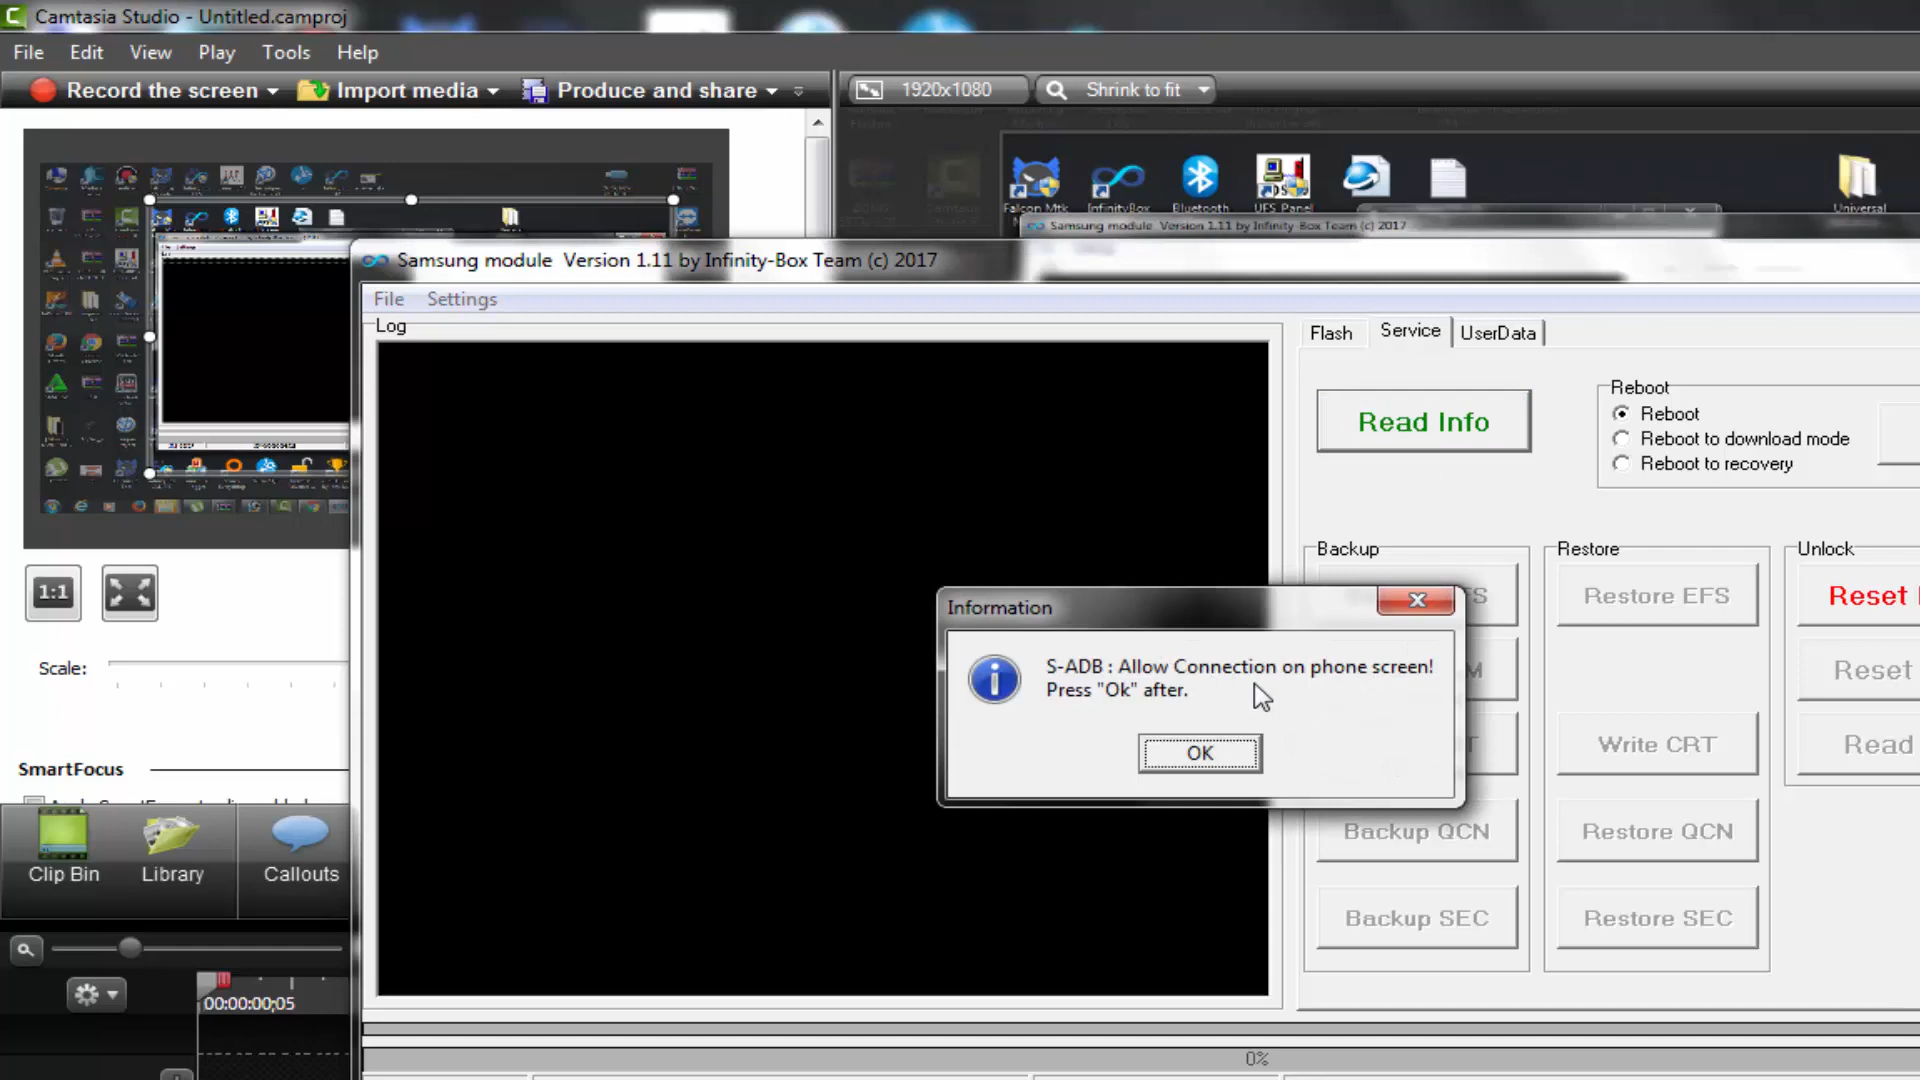 Camtasia Studio - Untitled.camproj
File Edit View Play Tools Help
Record the screen Import media Produce and share
1920x1080 Shrink to fit
Falcon Mtk InfinityBox Bluetooth UFS Panel Universal
Samsung module Version 1.11 by Infinity-Box Team (c) 2017
Samsung module Version 1.11 by Infinity-Box Team (c) 2017
File Settings
Log
Flash Service UserData
Read Info
Reboot
Reboot
Reboot to download mode
Reboot to recovery
Backup Restore Unlock
Restore EFS Reset
Information
S-ADB : Allow Connection on phone screen!
Press "Ok" after.
OK
Reset
Write CRT Read
Backup QCN Restore QCN
Backup SEC Restore SEC
1:1
Scale:
SmartFocus
Clip Bin Library Callouts
00:00:00;05
0%